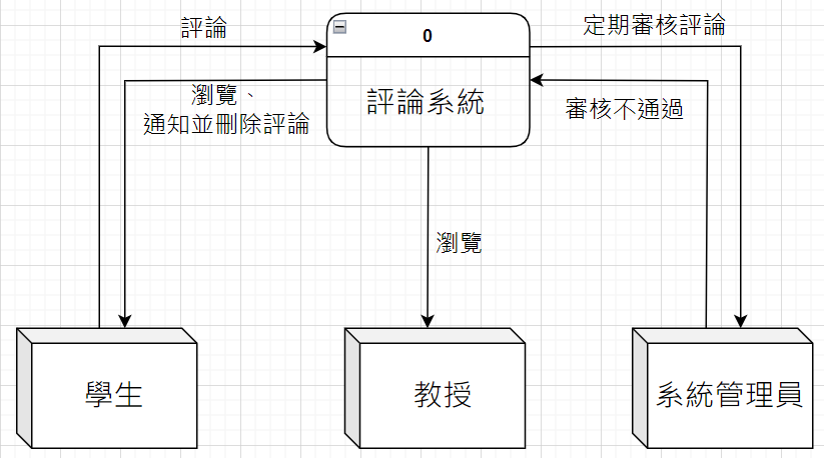 評論
0
定期審核評論
評論系統
瀏覽、
通知並刪除評論
審核不通過
瀏覽
學生
教授
系統管理員